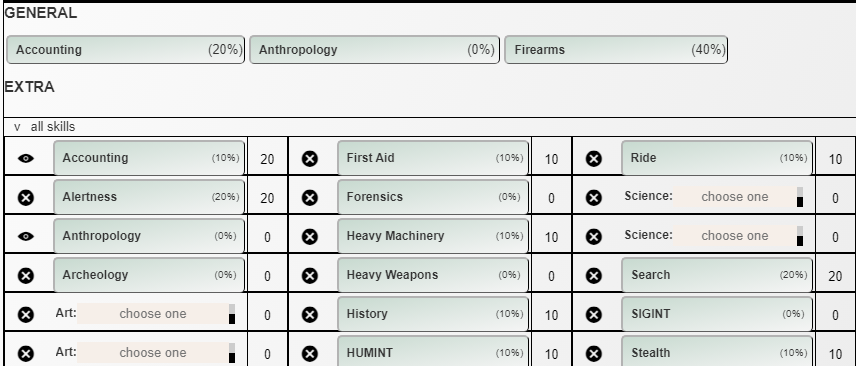 GENERAL
Accounting (20%) Anthropology (0%) Firearms (40%)
EXTRA
v all skills
Accounting (10%) 20 First Aid (10%) 10 Ride (10%) 10
Alertness (20%) 20 Forensics (0%) 0 Science: choose one 0
Anthropology (0%) 0 Heavy Machinery (10%) 10 Science: choose one 0
Archeology (0%) 0 Heavy Weapons (0%) 0 Search (20%) 20
Art: choose one 0 History (10%) 10 SIGINT (0%) 0
Art: choose one 0 HUMINT (10%) 10 Stealth (10%) 10